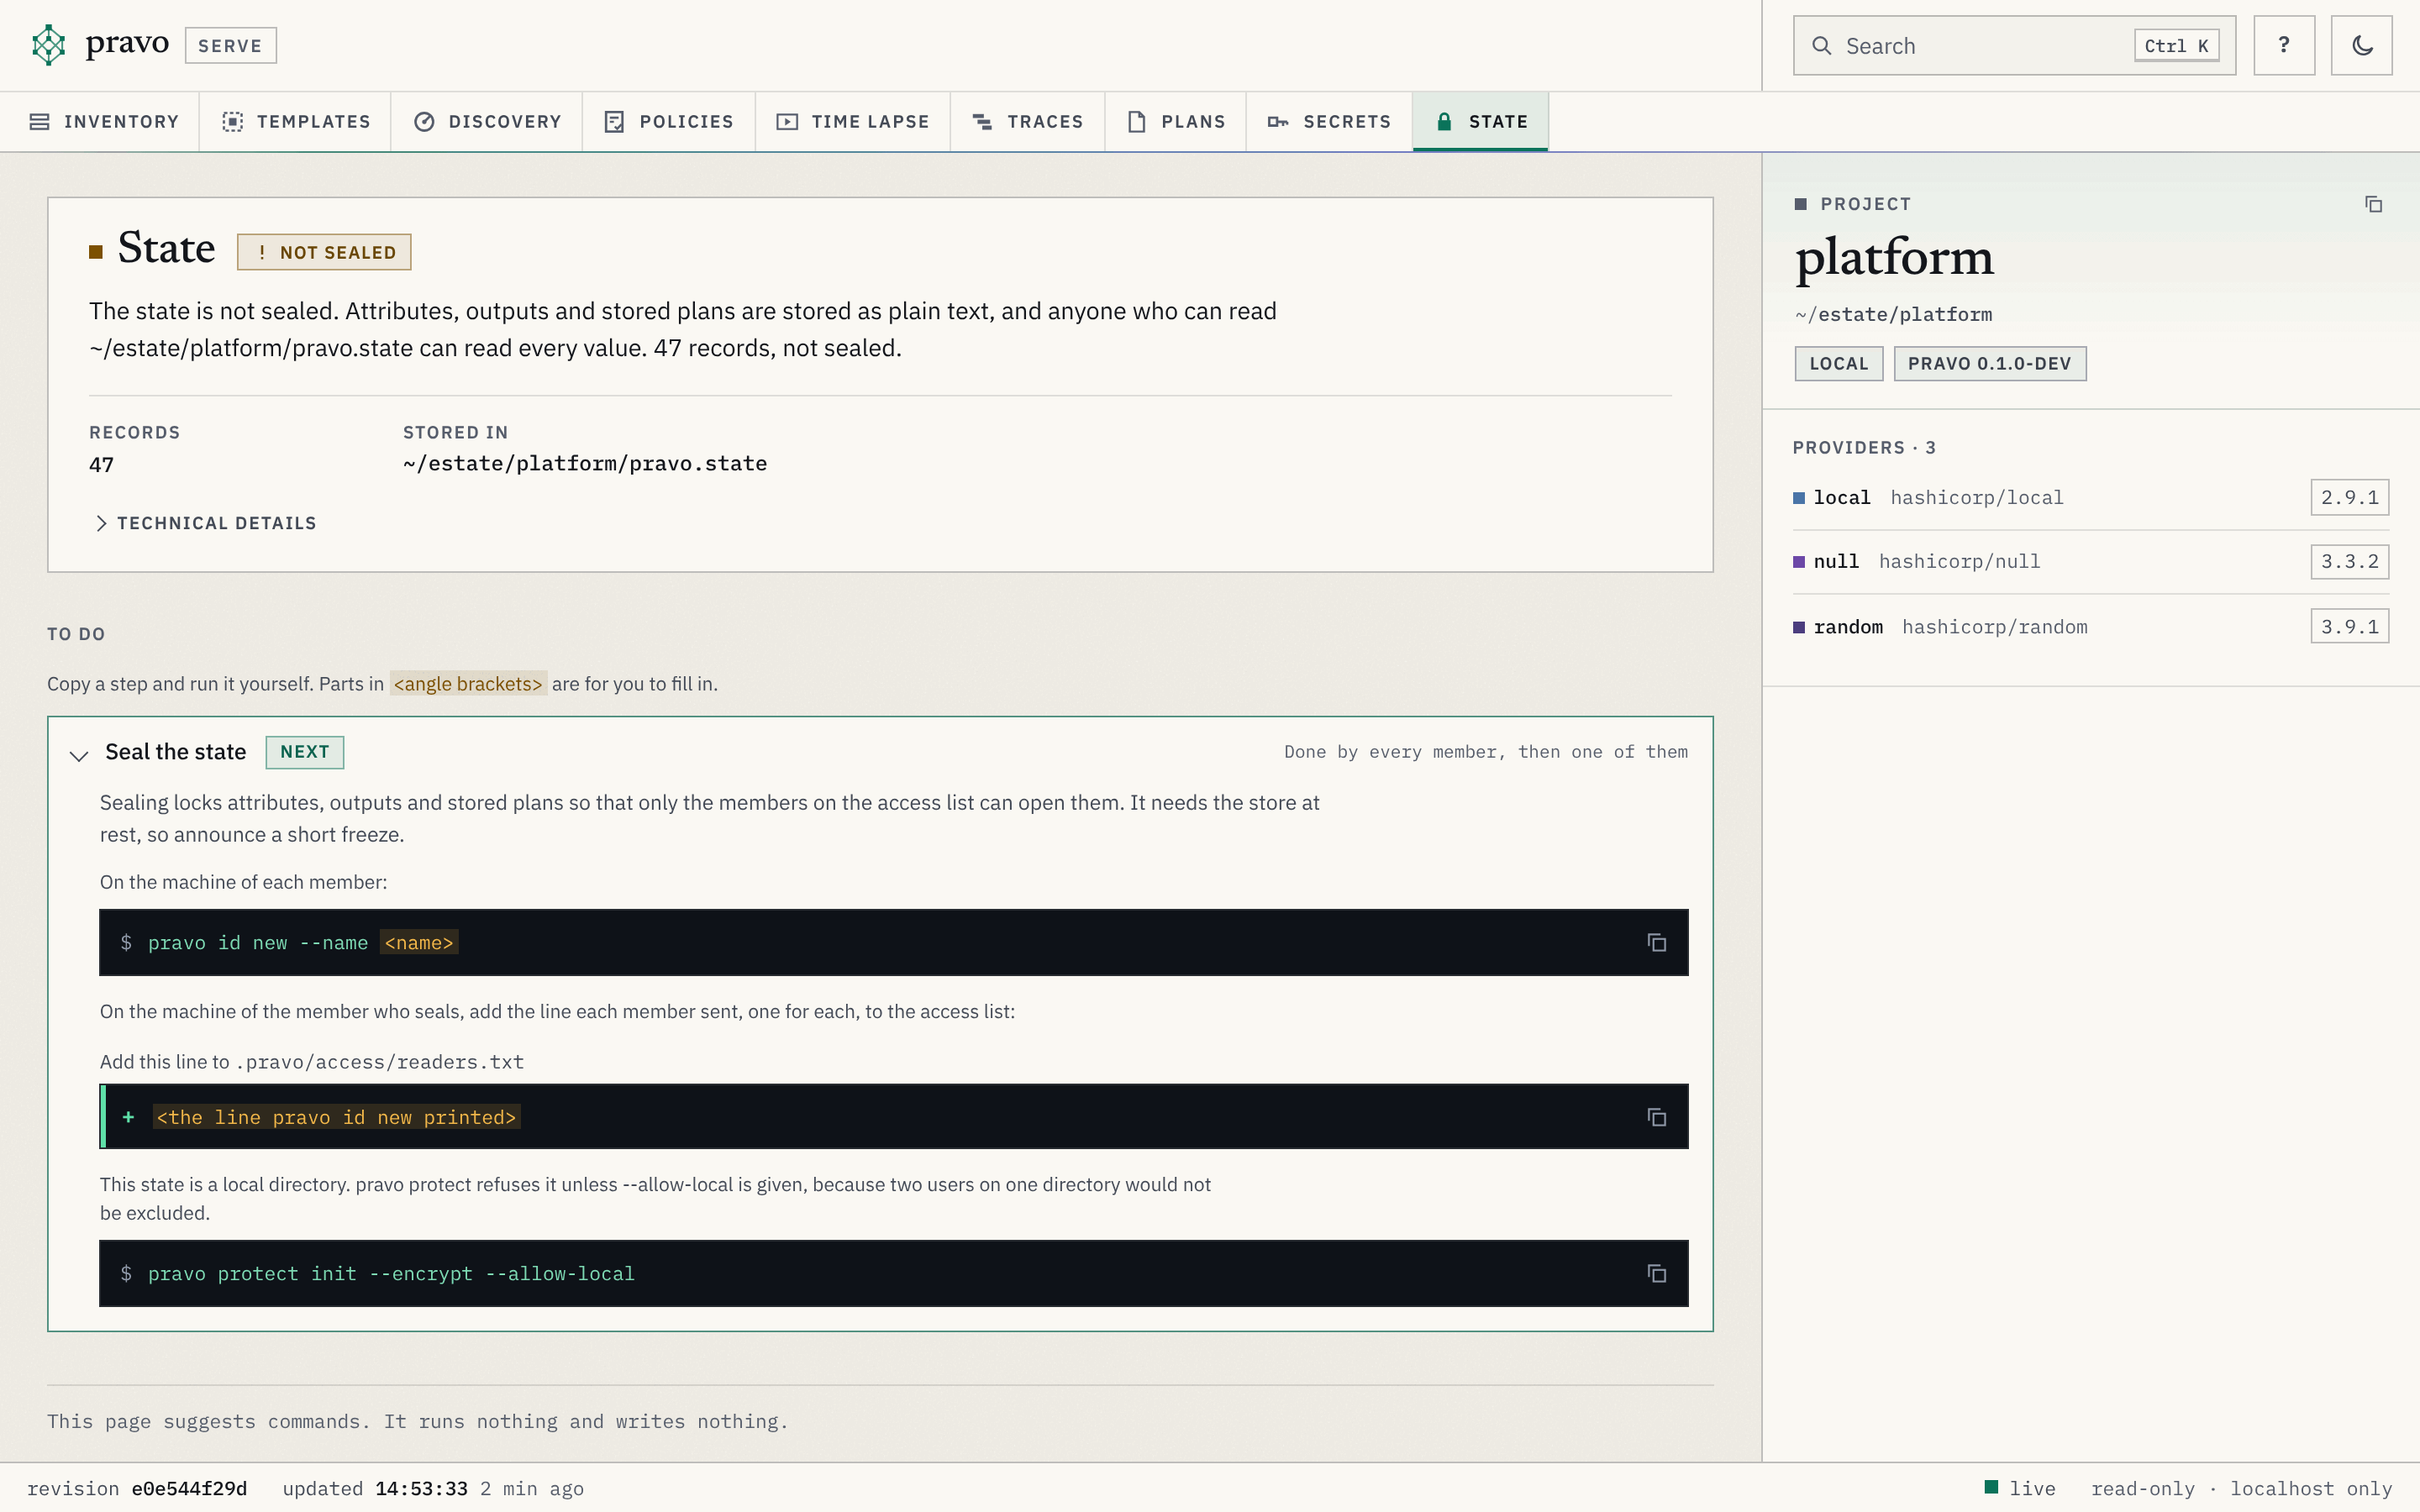 pravo SERVE
Search Ctrl K ?
INVENTORY TEMPLATES DISCOVERY POLICIES TIME LAPSE TRACES PLANS SECRETS STATE
State ! NOT SEALED
The state is not sealed. Attributes, outputs and stored plans are stored as plain text, and anyone who can read
~/estate/platform/pravo.state can read every value. 47 records, not sealed.
RECORDS STORED IN
47 ~/estate/platform/pravo.state
TECHNICAL DETAILS
TO DO
Copy a step and run it yourself. Parts in <angle brackets> are for you to fill in.
Seal the state NEXT Done by every member, then one of them
Sealing locks attributes, outputs and stored plans so that only the members on the access list can open them. It needs the store at
rest, so announce a short freeze.
On the machine of each member:
$ pravo id new --name <name>
On the machine of the member who seals, add the line each member sent, one for each, to the access list:
Add this line to .pravo/access/readers.txt
+ <the line pravo id new printed>
This state is a local directory. pravo protect refuses it unless --allow-local is given, because two users on one directory would not
be excluded.
$ pravo protect init --encrypt --allow-local
This page suggests commands. It runs nothing and writes nothing.
PROJECT
platform
~/estate/platform
LOCAL PRAVO 0.1.0-DEV
PROVIDERS · 3
local hashicorp/local 2.9.1
null hashicorp/null 3.3.2
random hashicorp/random 3.9.1
revision e0e544f29d updated 14:53:33 2 min ago
live read-only · localhost only